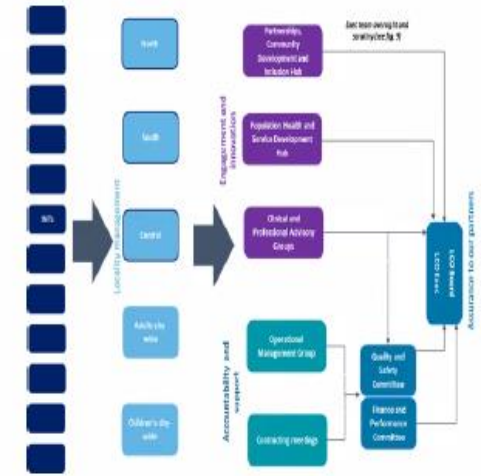 North
South
Central
Adults city
wide
Children's city-
wide
Locality management
Engagement and
innovation
Partnerships,
Community
Development and
Inclusion Hub
Population Health and
Service Development
Hub
Clinical and
Professional Advisory
Groups
Accountability and
support
Operational
Management Group
Contracting meetings
Quality and
Safety
Committee
Finance and
Performance
Committee
LCO Board
LCO Exec
Assurance to our partners